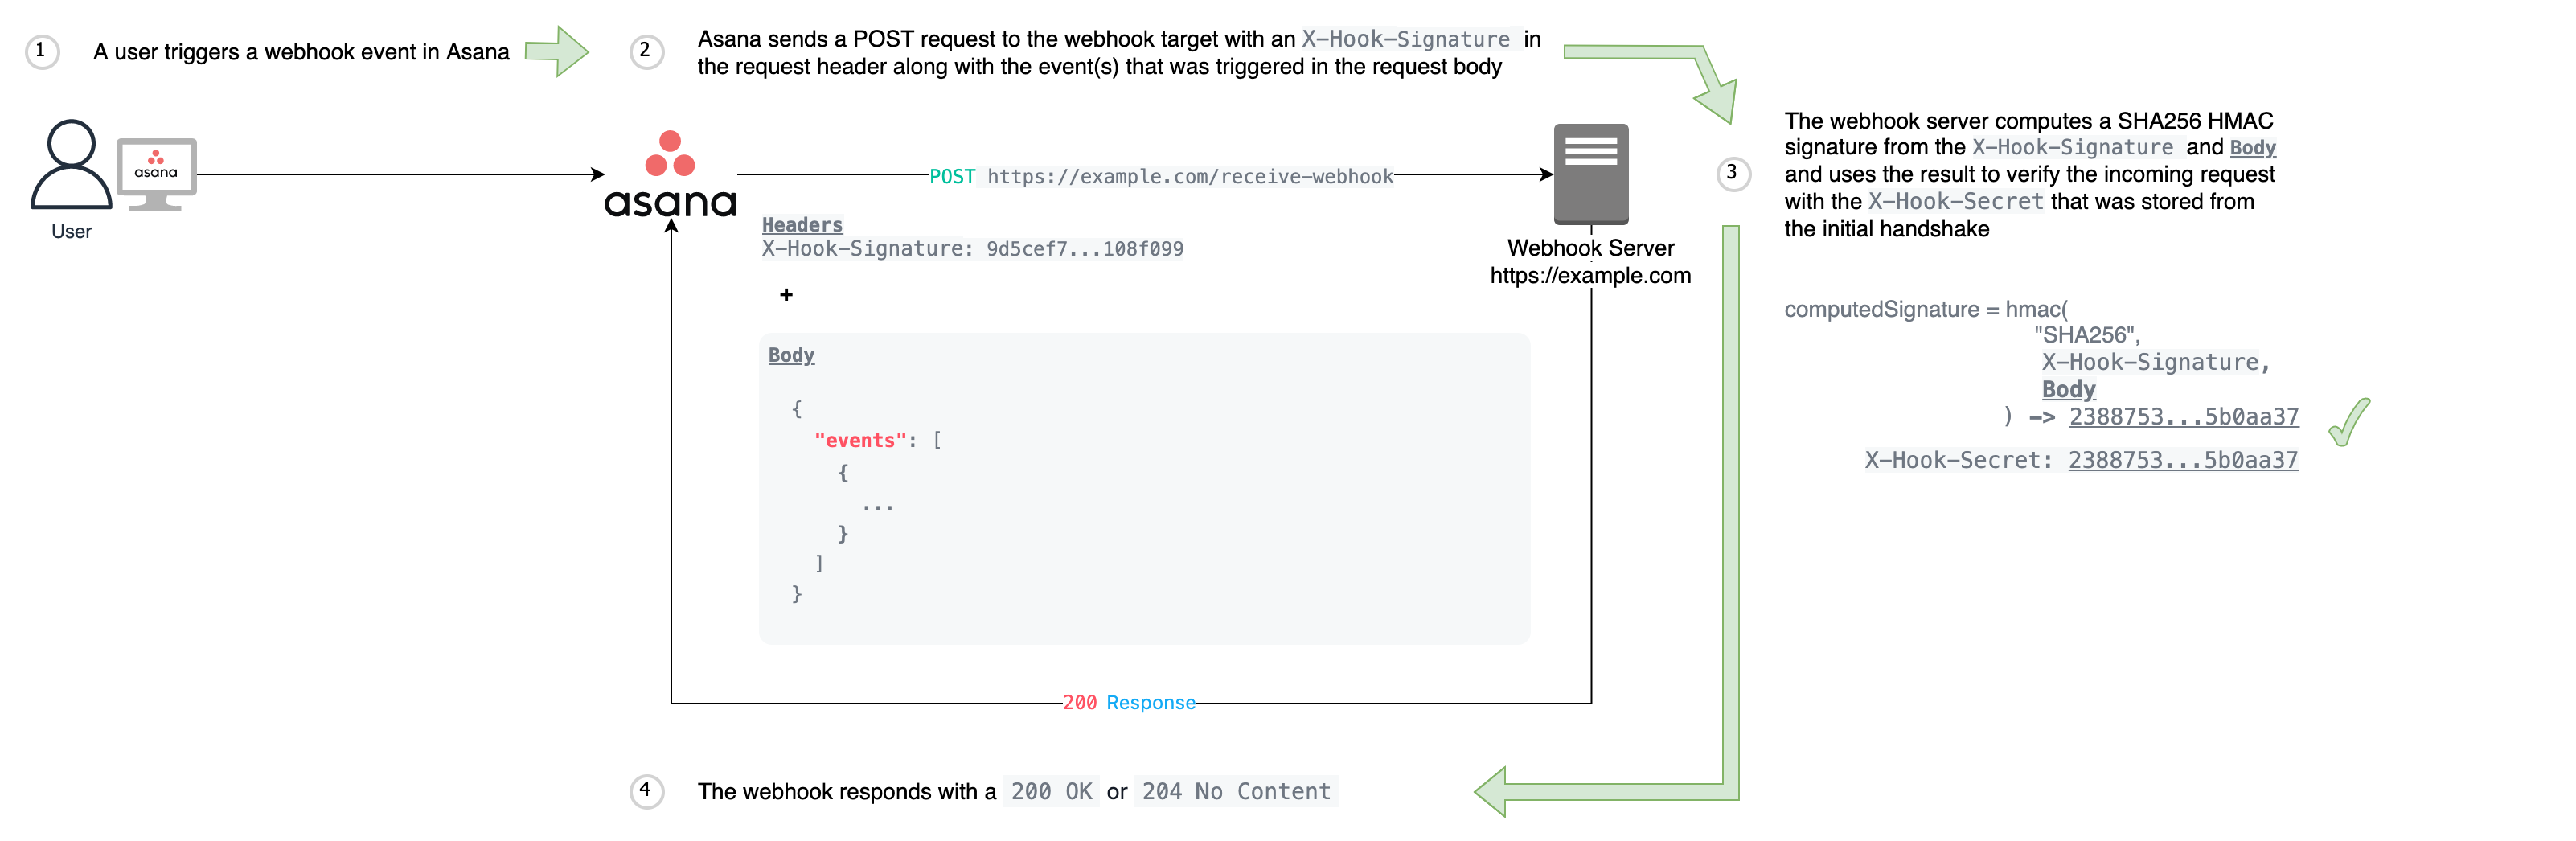 1
A user triggers a webhook event in Asana
2
Asana sends a POST request to the webhook target with an X-Hook-Signature in
the request header along with the event(s) that was triggered in the request body
asana
User
asana
POST https://example.com/receive-webhook
Headers
X-Hook-Signature: 9d5cef7...108f099
+
Body
{
"events": [
{
...
}
]
}
Webhook Server
https://example.com
200 Response
3
The webhook server computes a SHA256 HMAC
signature from the X-Hook-Signature and Body
and uses the result to verify the incoming request
with the X-Hook-Secret that was stored from
the initial handshake
computedSignature = hmac(
"SHA256",
X-Hook-Signature,
Body
) -> 2388753...5b0aa37
X-Hook-Secret: 2388753...5b0aa37
4
The webhook responds with a 200 OK or 204 No Content